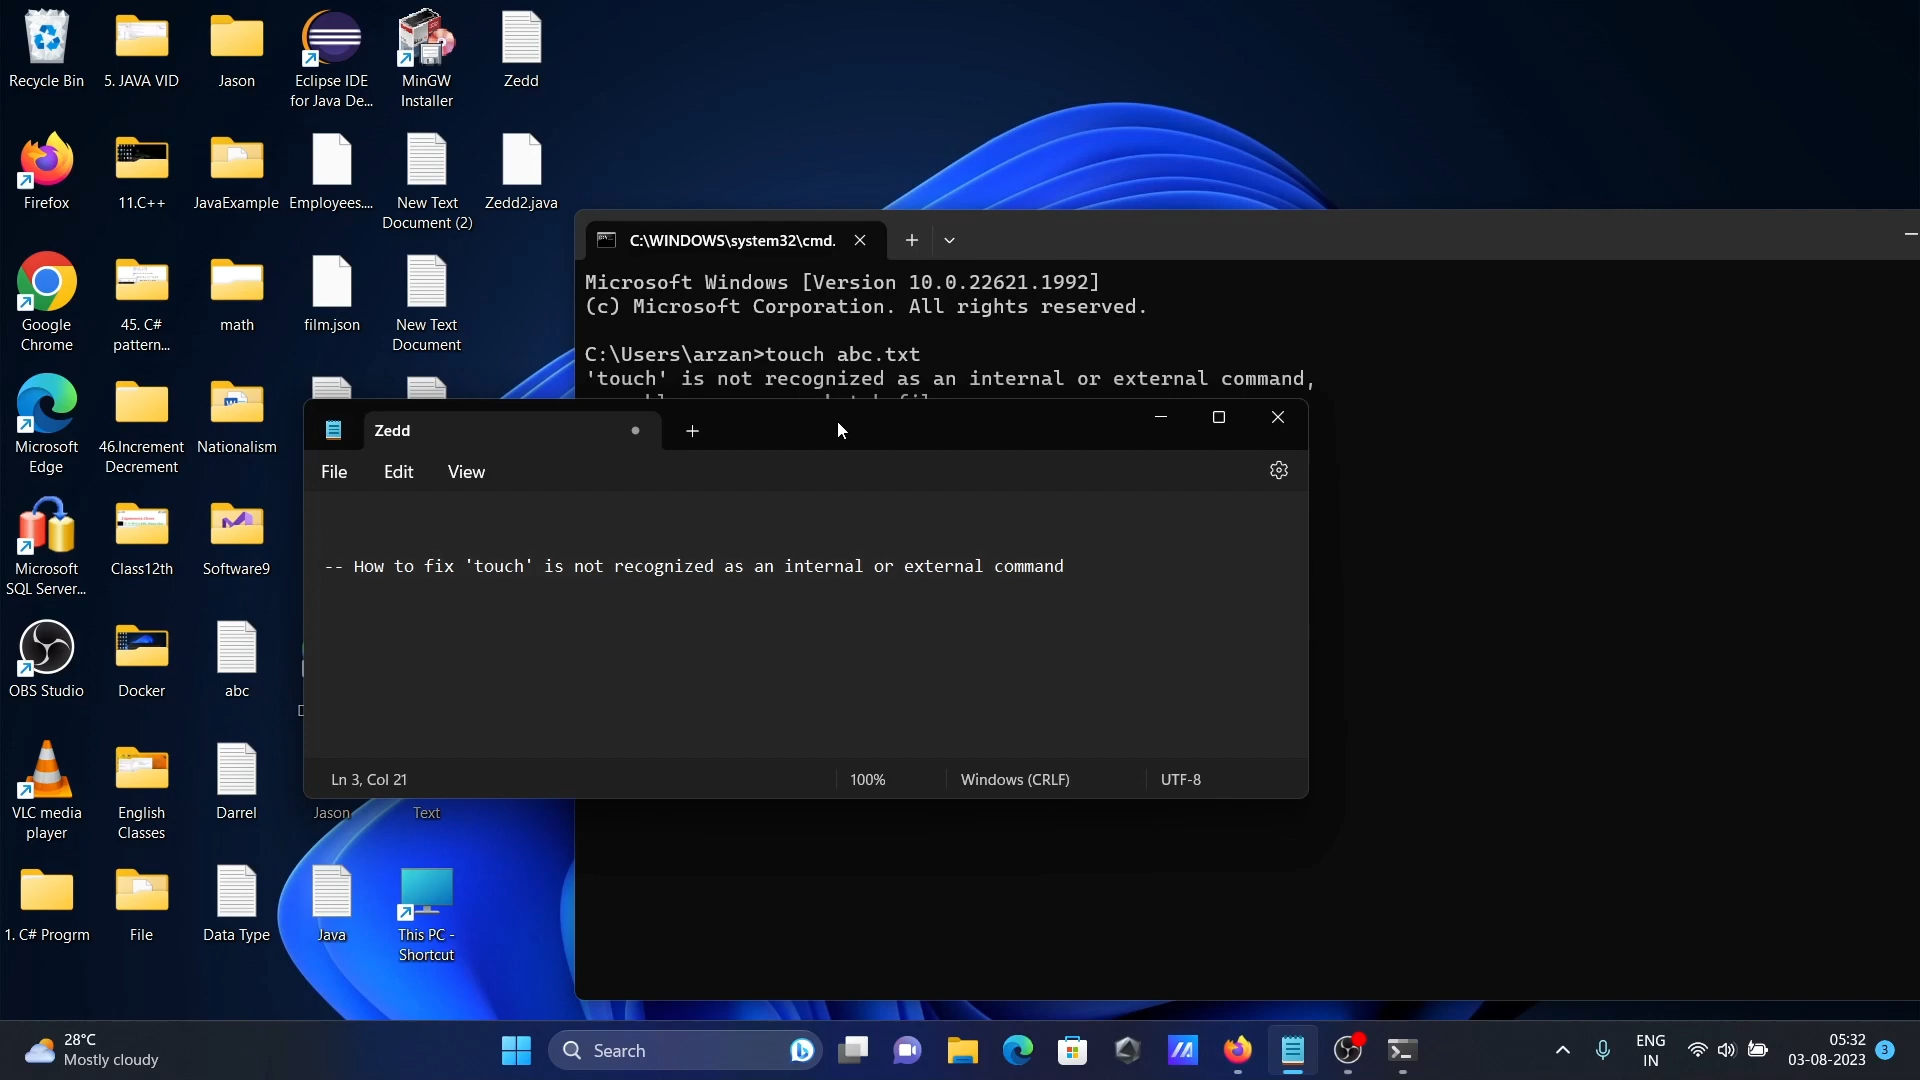 Recycle Bin
5. JAVA VID
Jason
Eclipse IDE
for Java De...
MinGW
Installer
Zedd
Firefox
11.C++
JavaExample
Employees....
New Text
Document (2)
Zedd2.java
Google
Chrome
45. C#
pattern...
math
film.json
New Text
Document
Microsoft
Edge
46.Increment
Decrement
Nationalism
Microsoft
SQL Server...
Class12th
Software9
OBS Studio
Docker
abc
VLC media
player
English
Classes
Darrel
Jason
Text
1. C# Progrm
File
Data Type
Java
This PC -
Shortcut
C:\WINDOWS\system32\cmd.
Microsoft Windows [Version 10.0.22621.1992]
(c) Microsoft Corporation. All rights reserved.
C:\Users\arzan>touch abc.txt
'touch' is not recognized as an internal or external command,
Zedd
File Edit View
-- How to fix 'touch' is not recognized as an internal or external command
Ln 3, Col 21
100%
Windows (CRLF)
UTF-8
28°C
Mostly cloudy
Search
ENG
IN
05:32
03-08-2023
3